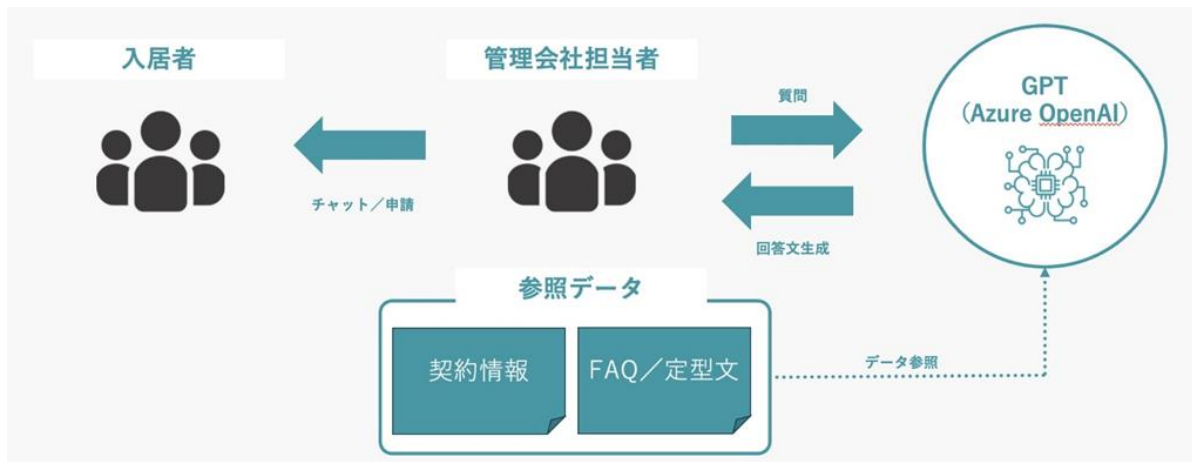 入居者
管理会社担当者
質問
GPT
（Azure OpenAI）
チャット／申請
回答文生成
参照データ
契約情報
FAQ／定型文
データ参照